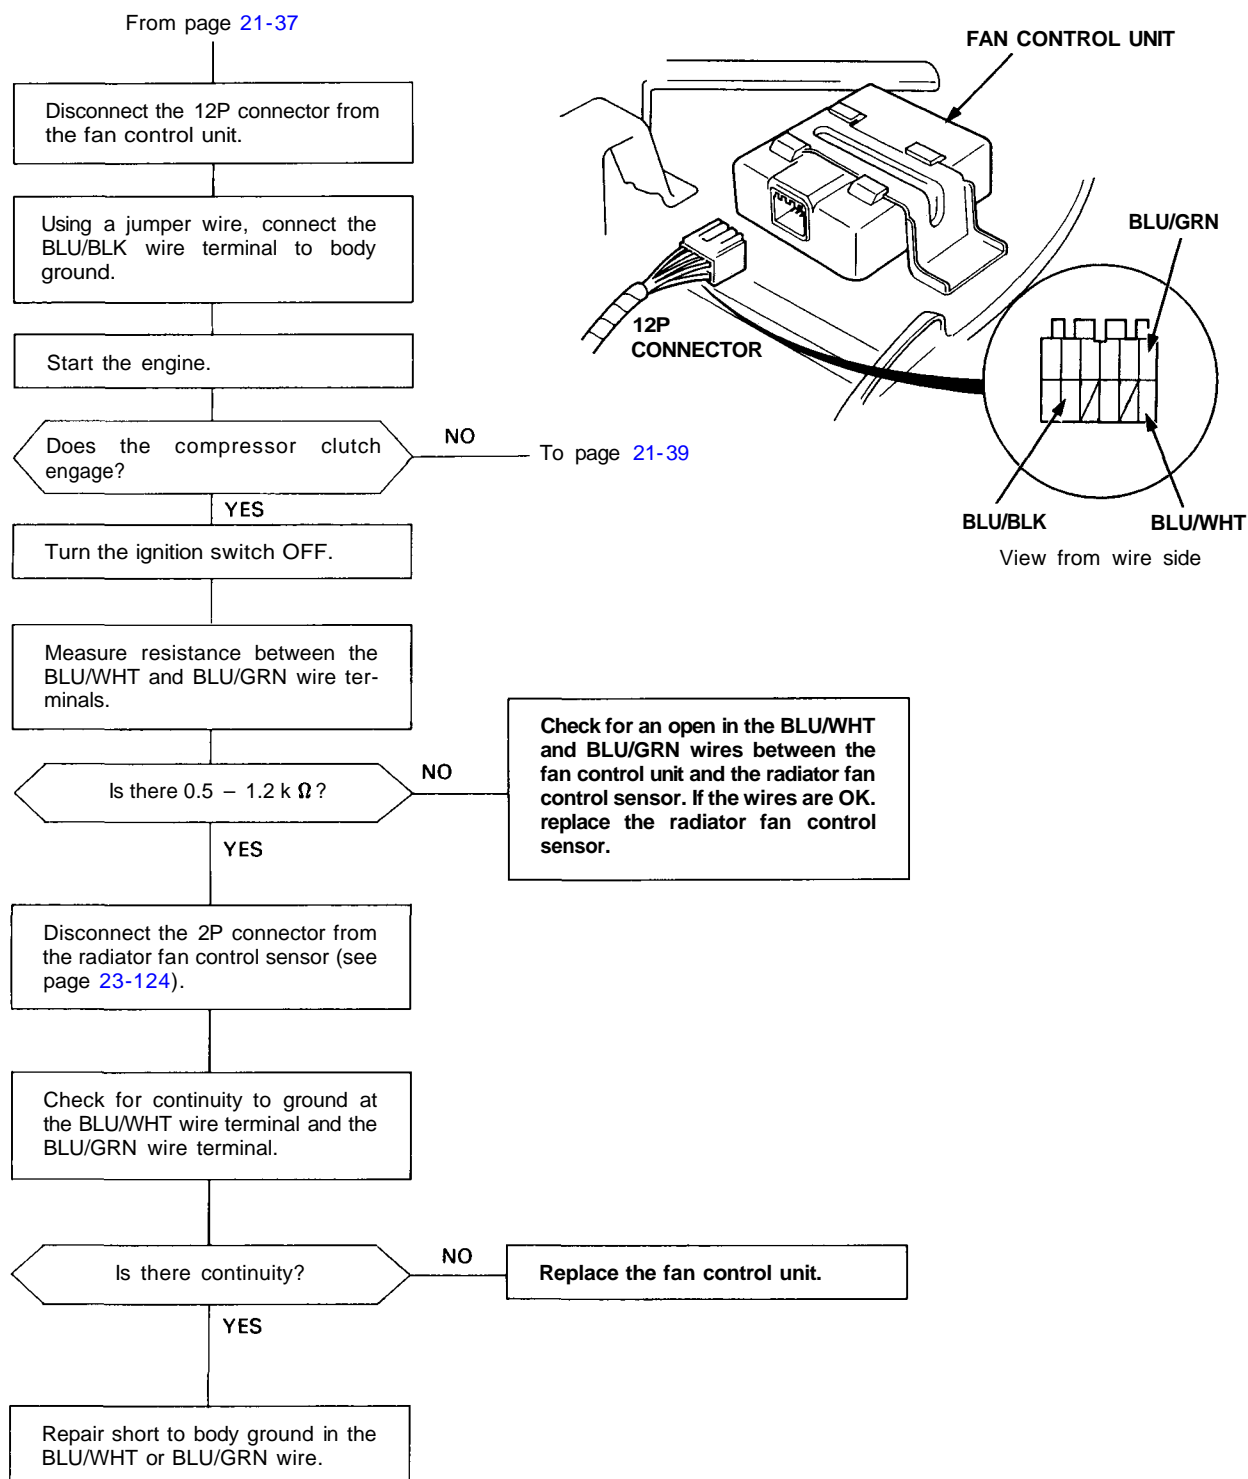 From page 21-37
Disconnect the 12P connector from
the fan control unit.
Using a jumper wire, connect the
BLU/BLK wire terminal to body
ground.
Start the engine.
Does the compressor clutch
engage?
NO
To page 21-39
YES
Turn the ignition switch OFF.
Measure resistance between the
BLU/WHT and BLU/GRN wire ter-
minals.
Is there 0.5 – 1.2 k Ω?
NO
Check for an open in the BLU/WHT
and BLU/GRN wires between the
fan control unit and the radiator fan
control sensor. If the wires are OK.
replace the radiator fan control
sensor.
YES
Disconnect the 2P connector from
the radiator fan control sensor (see
page 23-124).
Check for continuity to ground at
the BLU/WHT wire terminal and the
BLU/GRN wire terminal.
Is there continuity?
NO
Replace the fan control unit.
YES
Repair short to body ground in the
BLU/WHT or BLU/GRN wire.
FAN CONTROL UNIT
BLU/GRN
12P
CONNECTOR
BLU/BLK
BLU/WHT
View from wire side